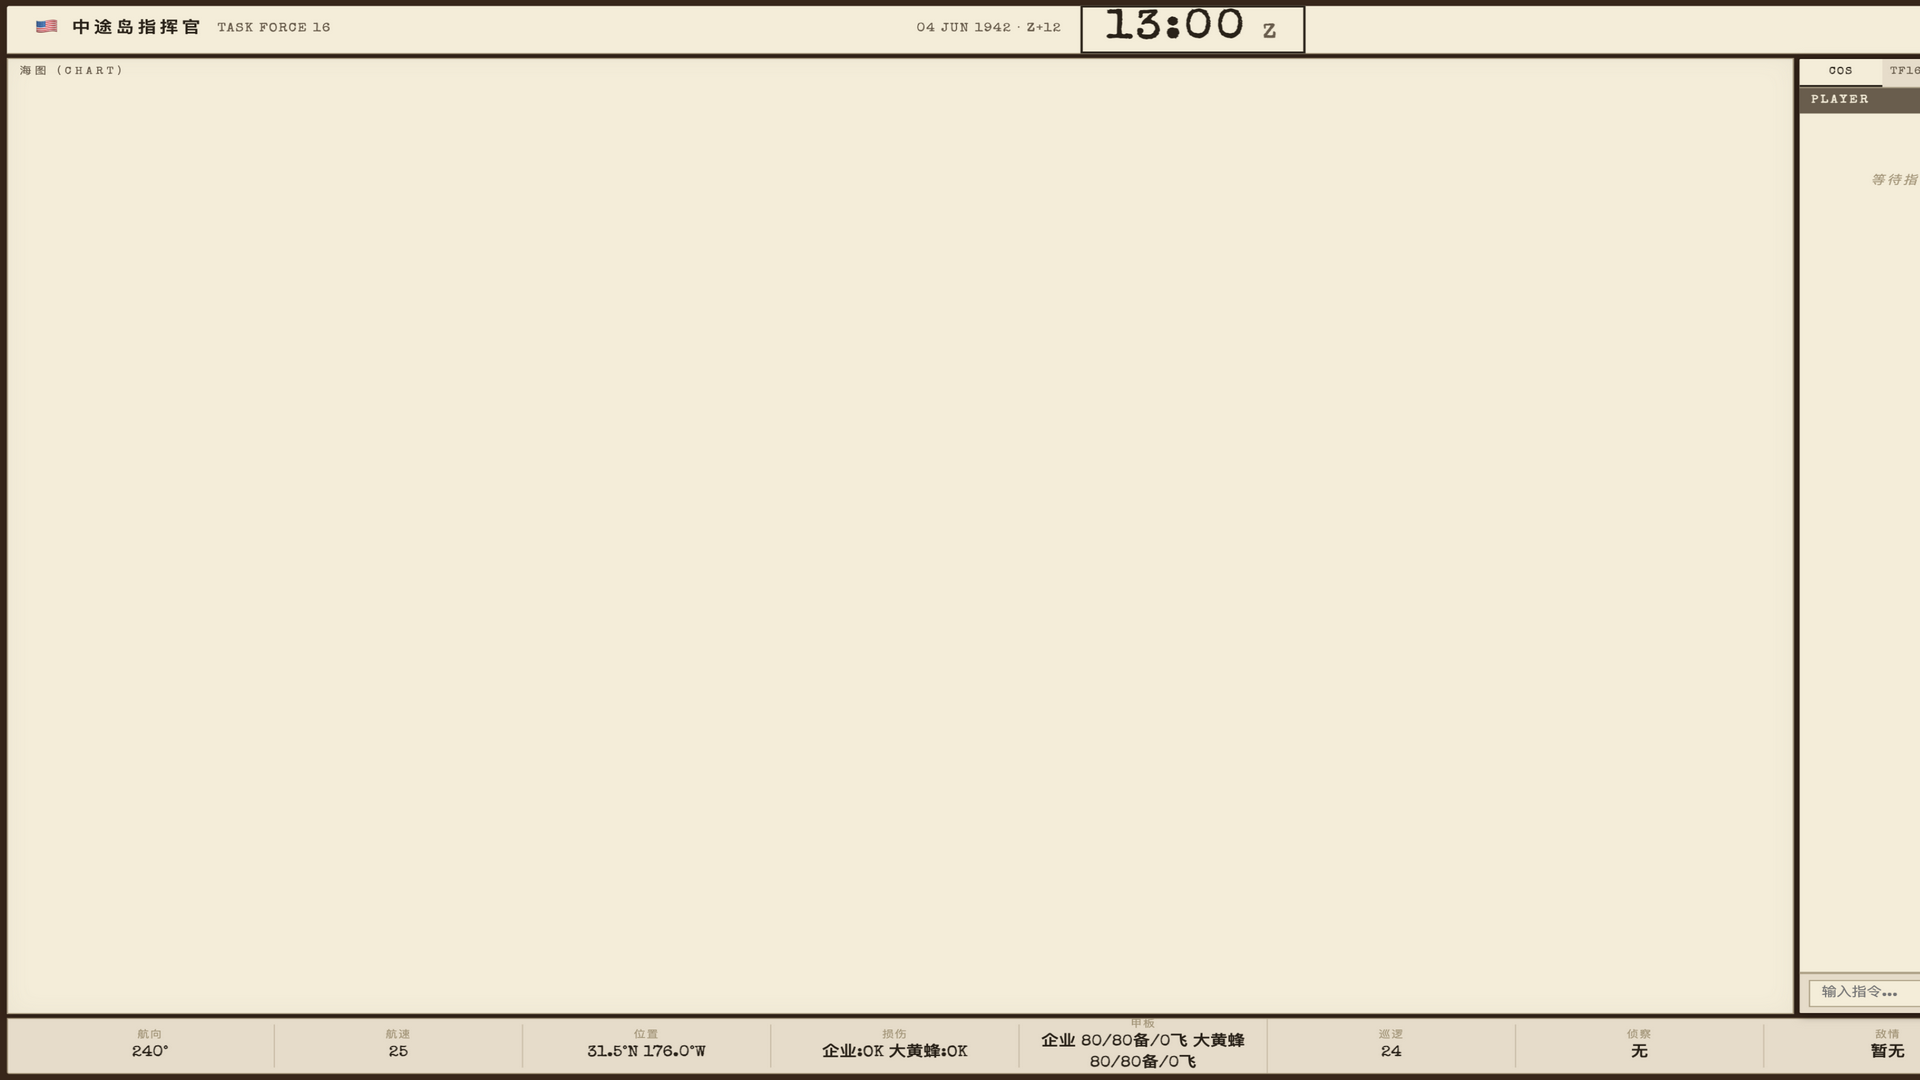 🇺🇸 中途岛指挥官 TASK FORCE 16
04 JUN 1942 · Z+12
13:00 Z
海图 (CHART)
COS TF16
PLAYER
等待指
输入指令...
航向
240°
航速
25
位置
31.5°N 176.0°W
损伤
企业:OK 大黄蜂:OK
甲板
企业 80/80备/0飞 大黄蜂
80/80备/0飞
巡逻
24
侦察
无
敌情
暂无